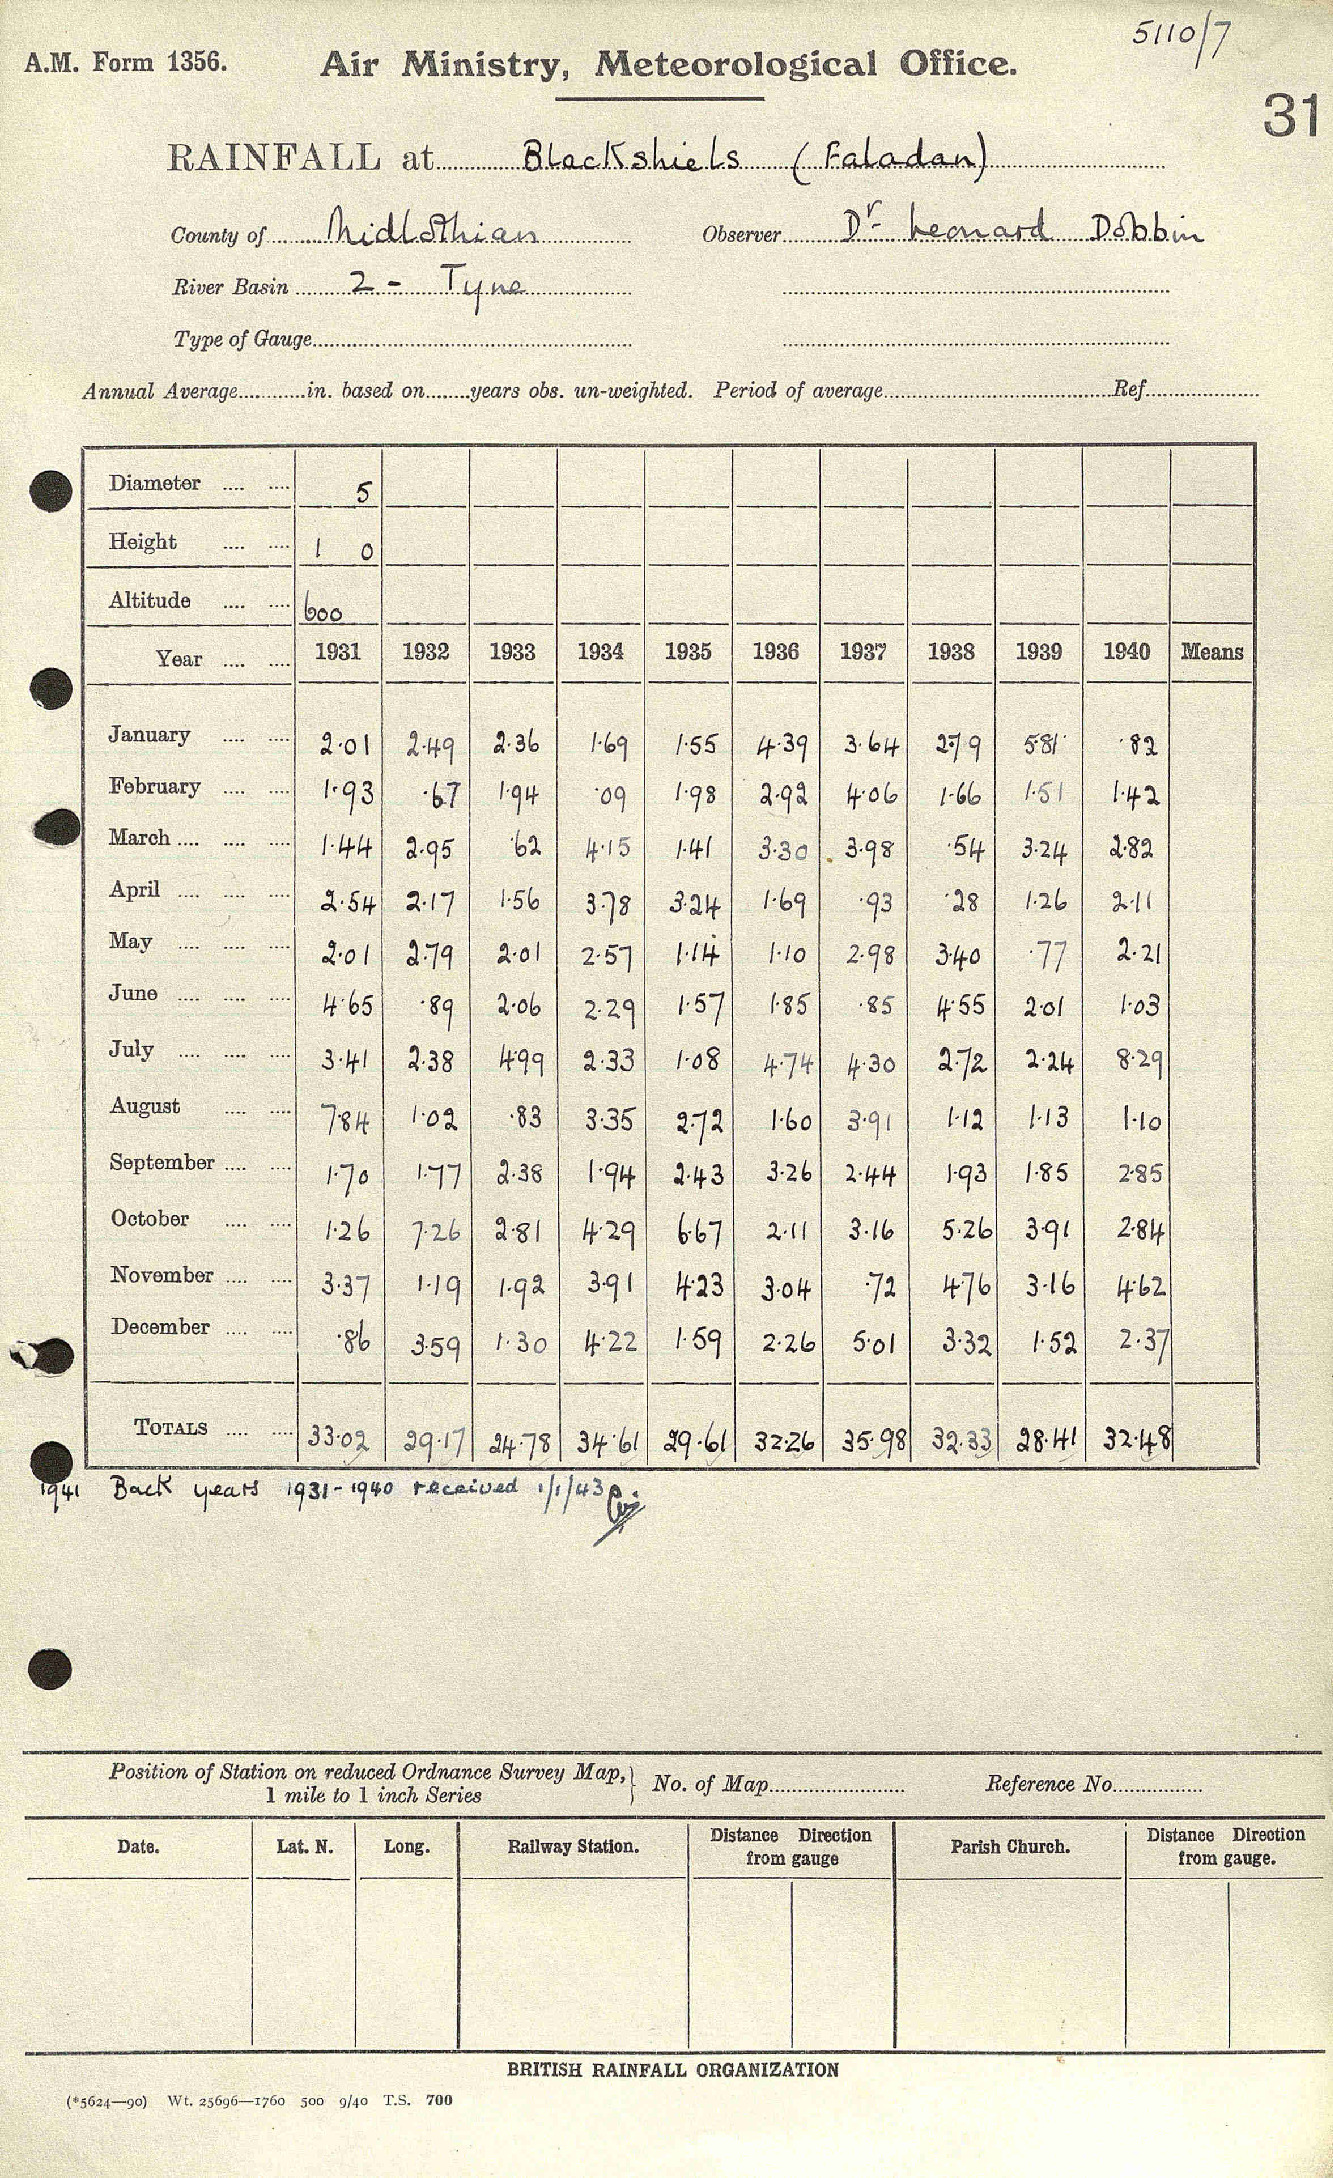 5110/7
A.M. Form 1356. Air Ministry, Meteorological Office.
31
RAINFALL at Blackshiels (Faladan)
County of Midlothian Observer Dr. Leonard Dobbin
River Basin 2 - Tyne
Type of Gauge
Annual Average in. based on years obs. un-weighted. Period of average Ref.
Diameter 5
Height 1 0
Altitude 600
Year 1931 1932 1933 1934 1935 1936 1937 1938 1939 1940 Means
January 2·01 2·49 2·36 1·69 1·55 4·39 3·64 2·79 5·81 ·82
February 1·93 ·67 1·94 ·09 1·98 2·92 4·06 1·66 1·51 1·42
March 1·44 2·95 ·62 4·15 1·41 3·30 3·98 ·54 3·24 2·82
April 2·54 2·17 1·56 3·78 3·24 1·69 ·93 ·28 1·26 2·11
May 2·01 2·79 2·01 2·57 1·14 1·10 2·98 3·40 ·77 2·21
June 4·65 ·89 2·06 2·29 1·57 1·85 ·85 4·55 2·01 1·03
July 3·41 2·38 4·99 2·33 1·08 4·74 4·30 2·72 2·24 8·29
August 7·84 1·02 ·83 3·35 2·72 1·60 3·91 1·12 1·13 1·10
September 1·70 1·77 2·38 1·94 2·43 3·26 2·44 1·93 1·85 2·85
October 1·26 7·26 2·81 4·29 6·67 2·11 3·16 5·26 3·91 2·84
November 3·37 1·19 1·92 3·91 4·23 3·04 ·72 4·76 3·16 4·62
December ·86 3·59 1·30 4·22 1·59 2·26 5·01 3·32 1·52 2·37
TOTALS 33·02 29·17 24·78 34·61 29·61 32·26 35·98 32·33 28·41 32·48
1941 Back years 1931-1940 received 1/1/43
Position of Station on reduced Ordnance Survey Map, 1 mile to 1 inch Series } No. of Map Reference No.
Date. Lat. N. Long. Railway Station. Distance Direction from gauge Parish Church. Distance Direction from gauge.
BRITISH RAINFALL ORGANIZATION
(*5624—90) Wt. 25696—1760 500 9/40 T.S. 700